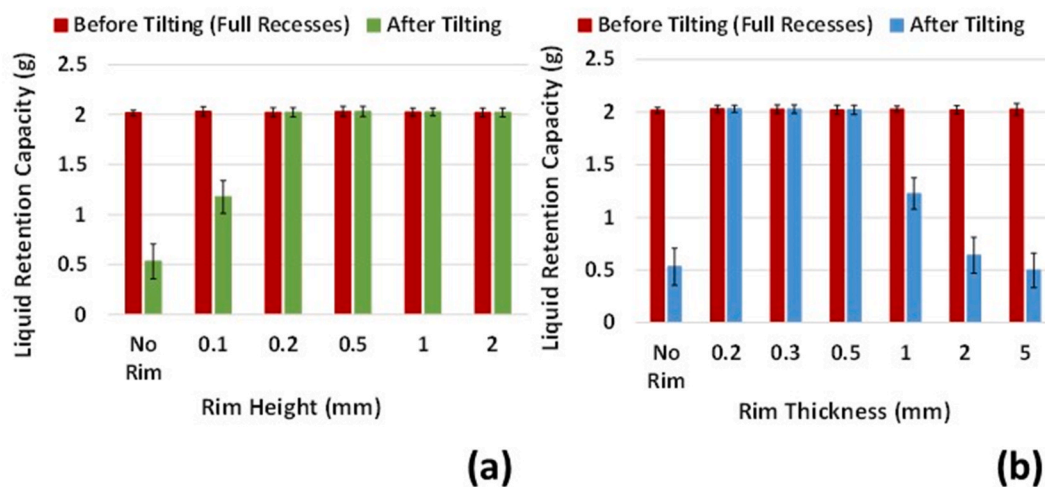 Before Tilting (Full Recesses) After Tilting
Liquid Retention Capacity (g)
2.5
2
1.5
1
0.5
0
No Rim 0.1 0.2 0.5 1 2
Rim Height (mm)
(a)
Before Tilting (Full Recesses) After Tilting
Liquid Retention Capacity (g)
2.5
2
1.5
1
0.5
0
No Rim 0.2 0.3 0.5 1 2 5
Rim Thickness (mm)
(b)